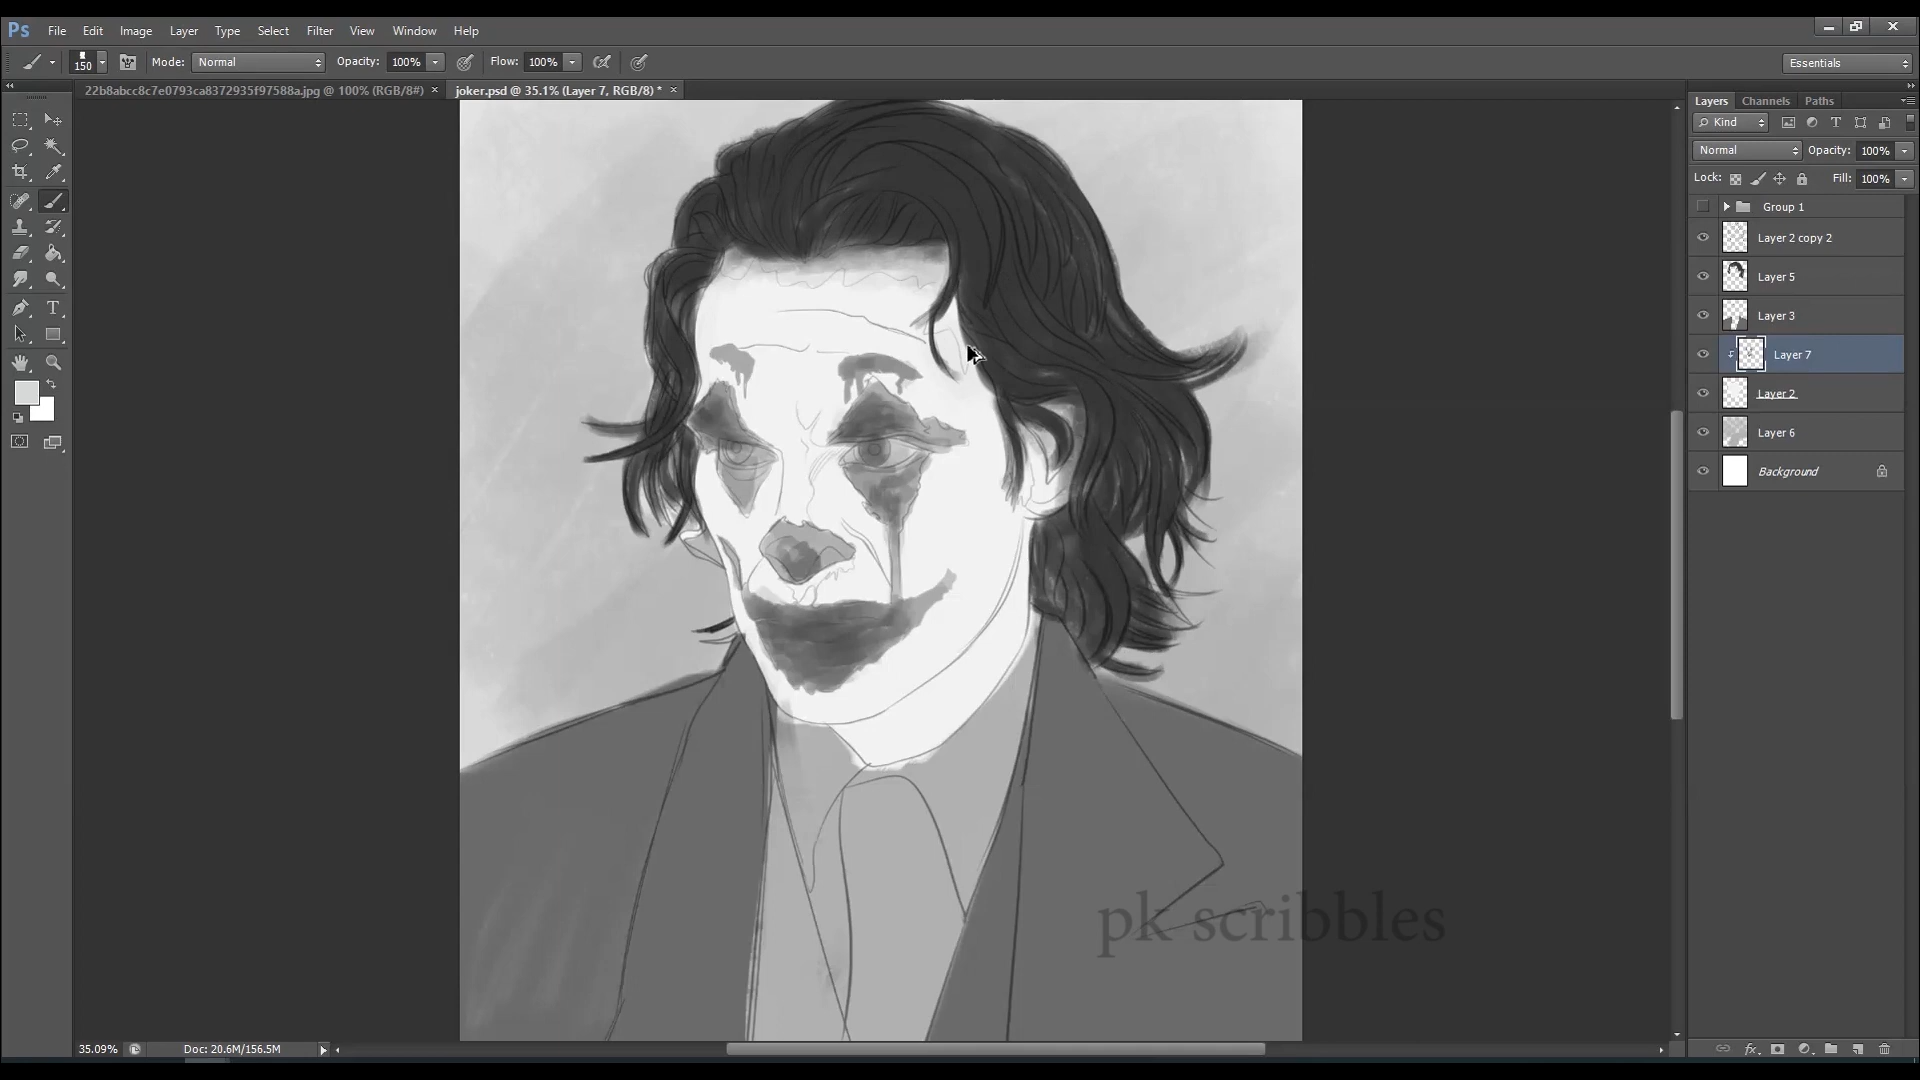 Ps File Edit Image Layer Type Select Filter View Window Help
150 Mode: Normal Opacity: 100% Flow: 100% Essentials
22b8abcc8c7e0793ca8372935f97588a.jpg @ 100% (RGB/8#) × joker.psd @ 35.1% (Layer 7, RGB/8) * ×
Layers Channels Paths
Kind
Normal Opacity: 100%
Lock: Fill: 100%
Group 1
Layer 2 copy 2
Layer 5
Layer 3
Layer 7
Layer 2
Layer 6
Background
pk scribbles
35.09% Doc: 20.6M/156.5M